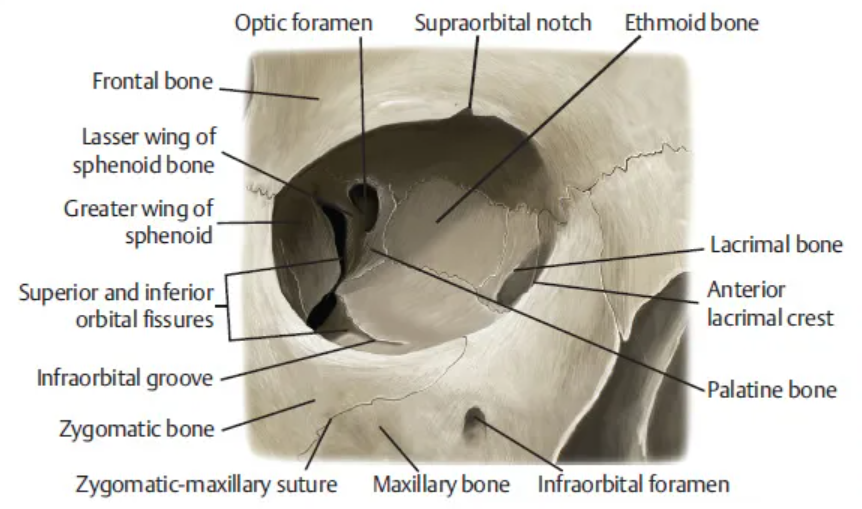 Optic foramen
Supraorbital notch
Ethmoid bone
Frontal bone
Lasser wing of
sphenoid bone
Greater wing of
sphenoid
Superior and inferior
orbital fissures
Infraorbital groove
Zygomatic bone
Lacrimal bone
Anterior
lacrimal crest
Palatine bone
Zygomatic-maxillary suture
Maxillary bone
Infraorbital foramen